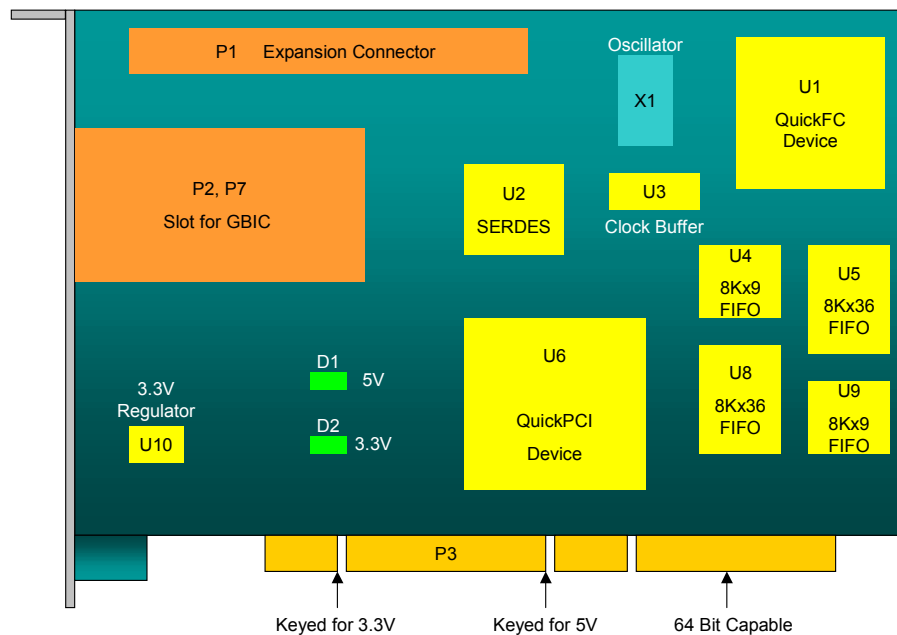 P1 Expansion Connector
Oscillator
X1
U1
QuickFC
Device
P2, P7
Slot for GBIC
U2
SERDES
U3
Clock Buffer
U4
8Kx9
FIFO
U5
8Kx36
FIFO
U6
QuickPCI
Device
U8
8Kx36
FIFO
U9
8Kx9
FIFO
D1
5V
D2
3.3V
3.3V
Regulator
U10
P3
Keyed for 3.3V
Keyed for 5V
64 Bit Capable